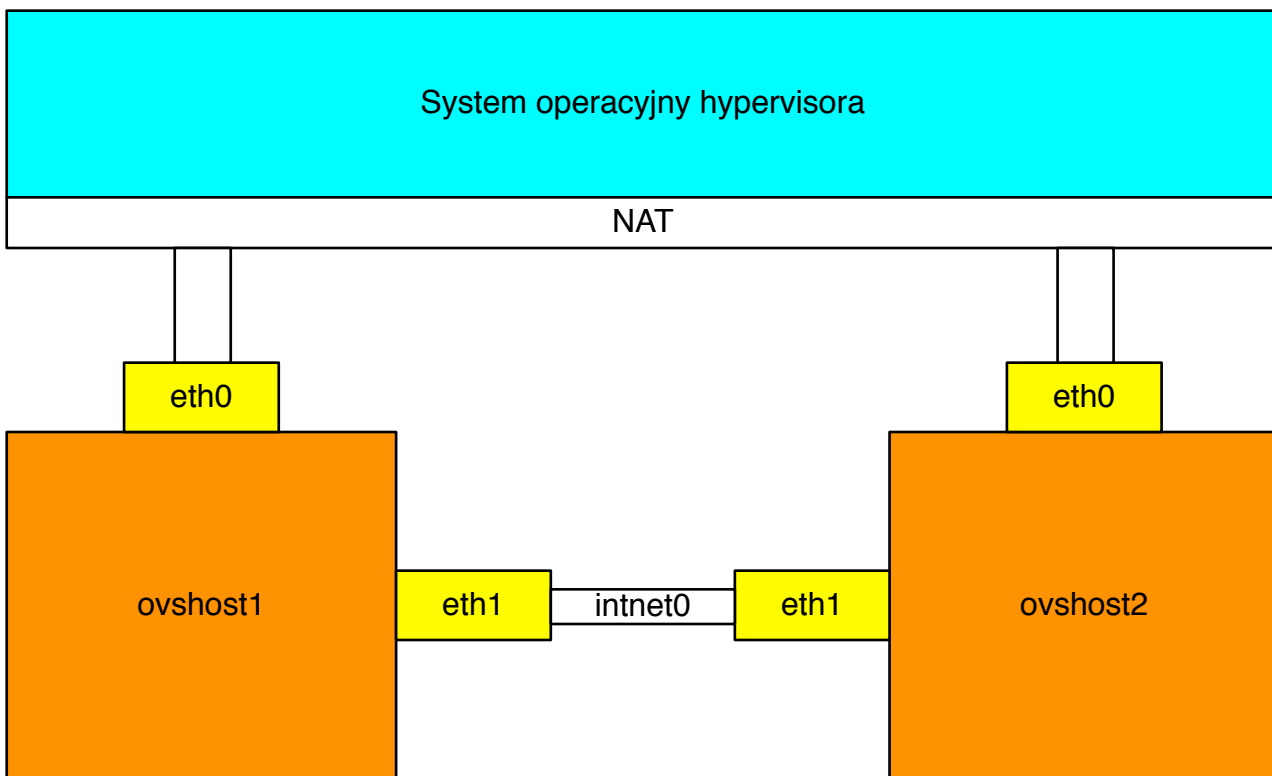 System operacyjny hypervisora
NAT
eth0
eth0
ovshost1
eth1
intnet0
eth1
ovshost2